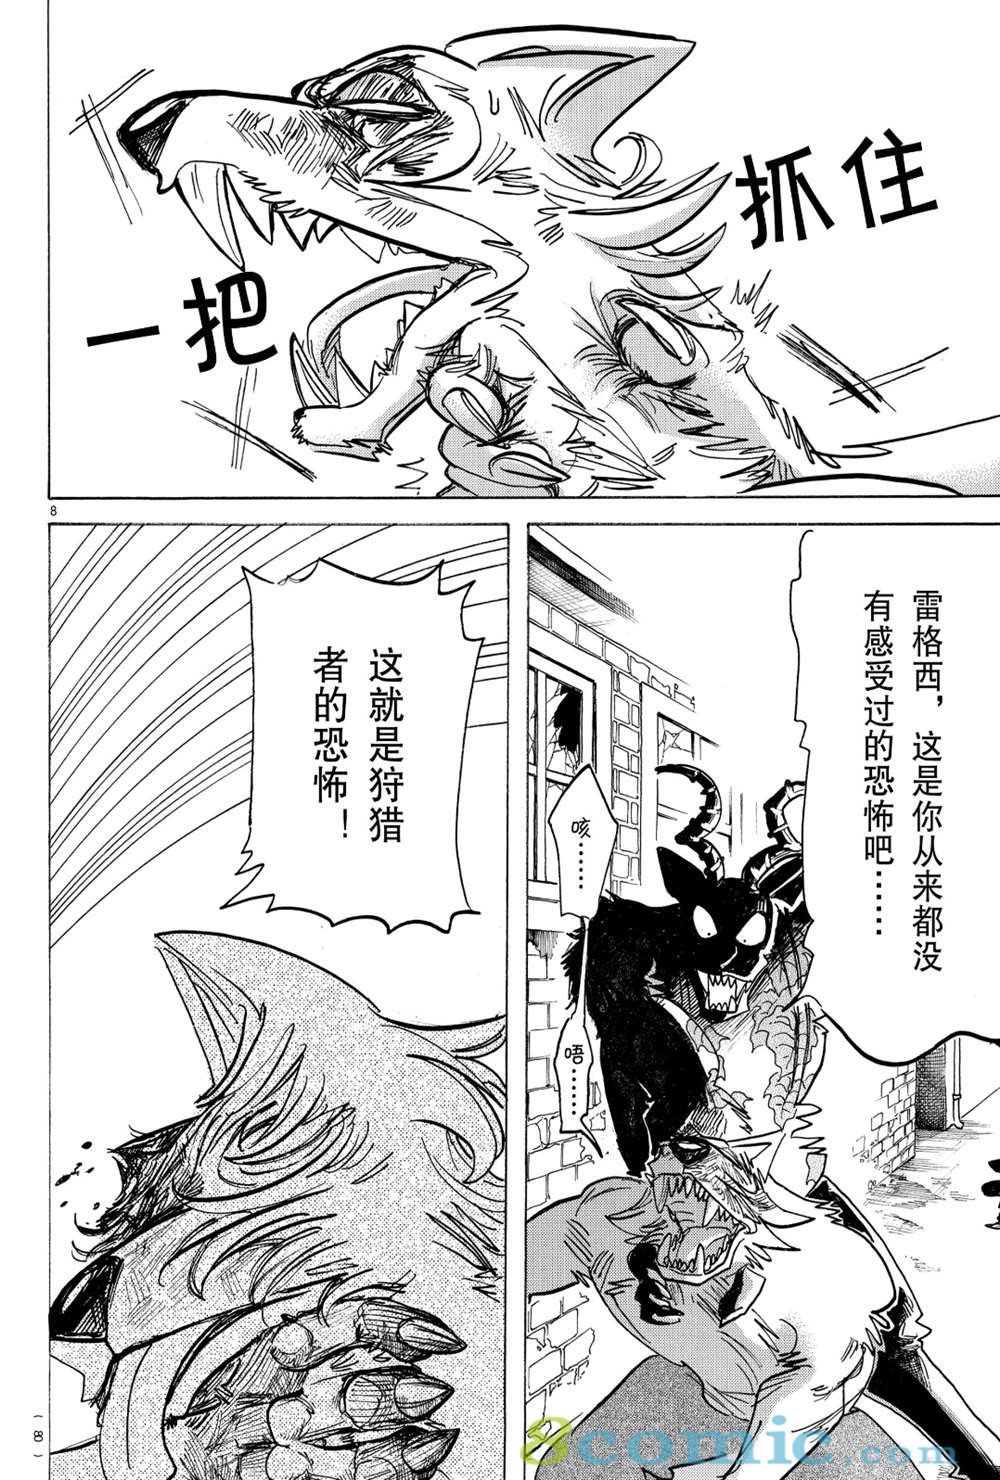 一把
抓住
8
雷格西，这是你从来都没
有感受过的恐怖吧……
咳……
唔……
这就是狩猎
者的恐怖！
(8)
8comic.com